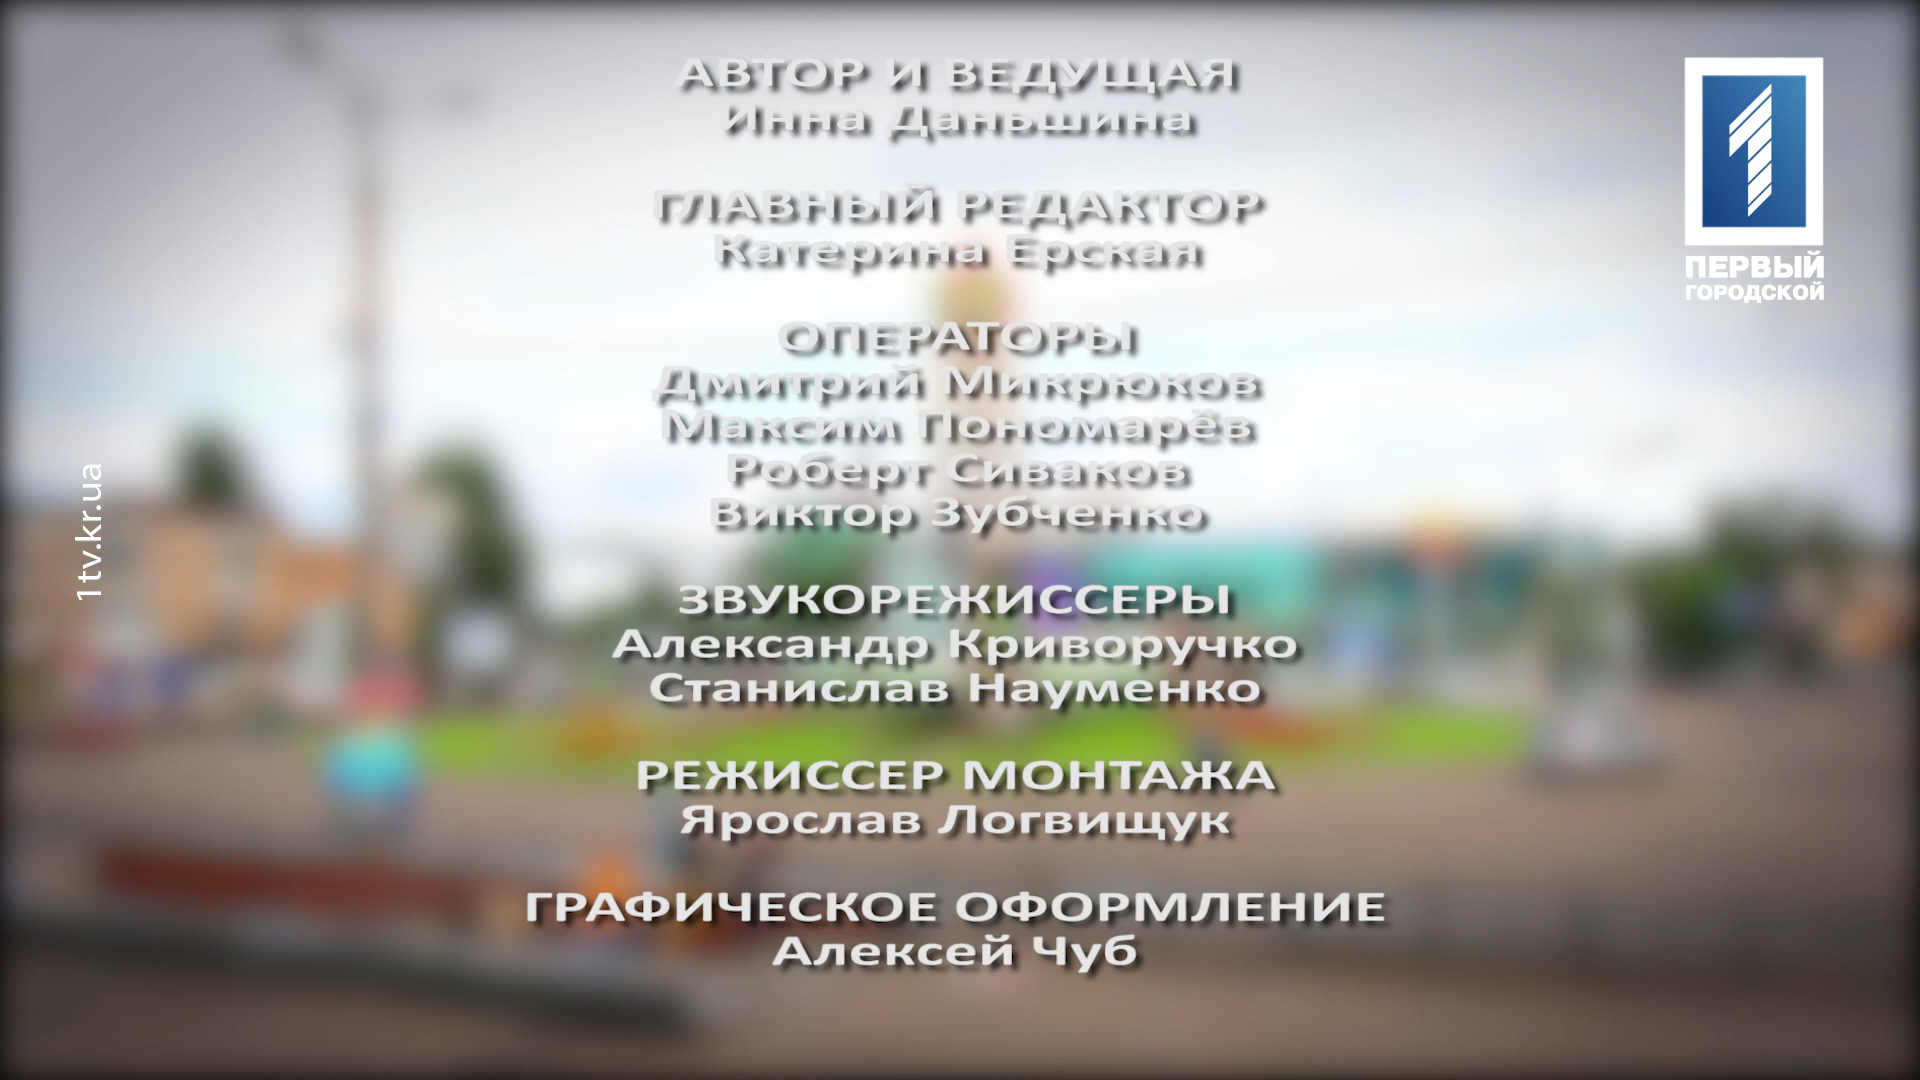 АВТОР И ВЕДУЩАЯ
Инна Даньшина
ГЛАВНЫЙ РЕДАКТОР
Катерина Ерская
ОПЕРАТОРЫ
Дмитрий Микрюков
Максим Пономарёв
Роберт Сиваков
Виктор Зубченко
ЗВУКОРЕЖИССЕРЫ
Александр Криворучко
Станислав Науменко
РЕЖИССЕР МОНТАЖА
Ярослав Логвищук
ГРАФИЧЕСКОЕ ОФОРМЛЕНИЕ
Алексей Чуб
1
ПЕРВЫЙ
ГОРОДСКОЙ
1tv.kr.ua